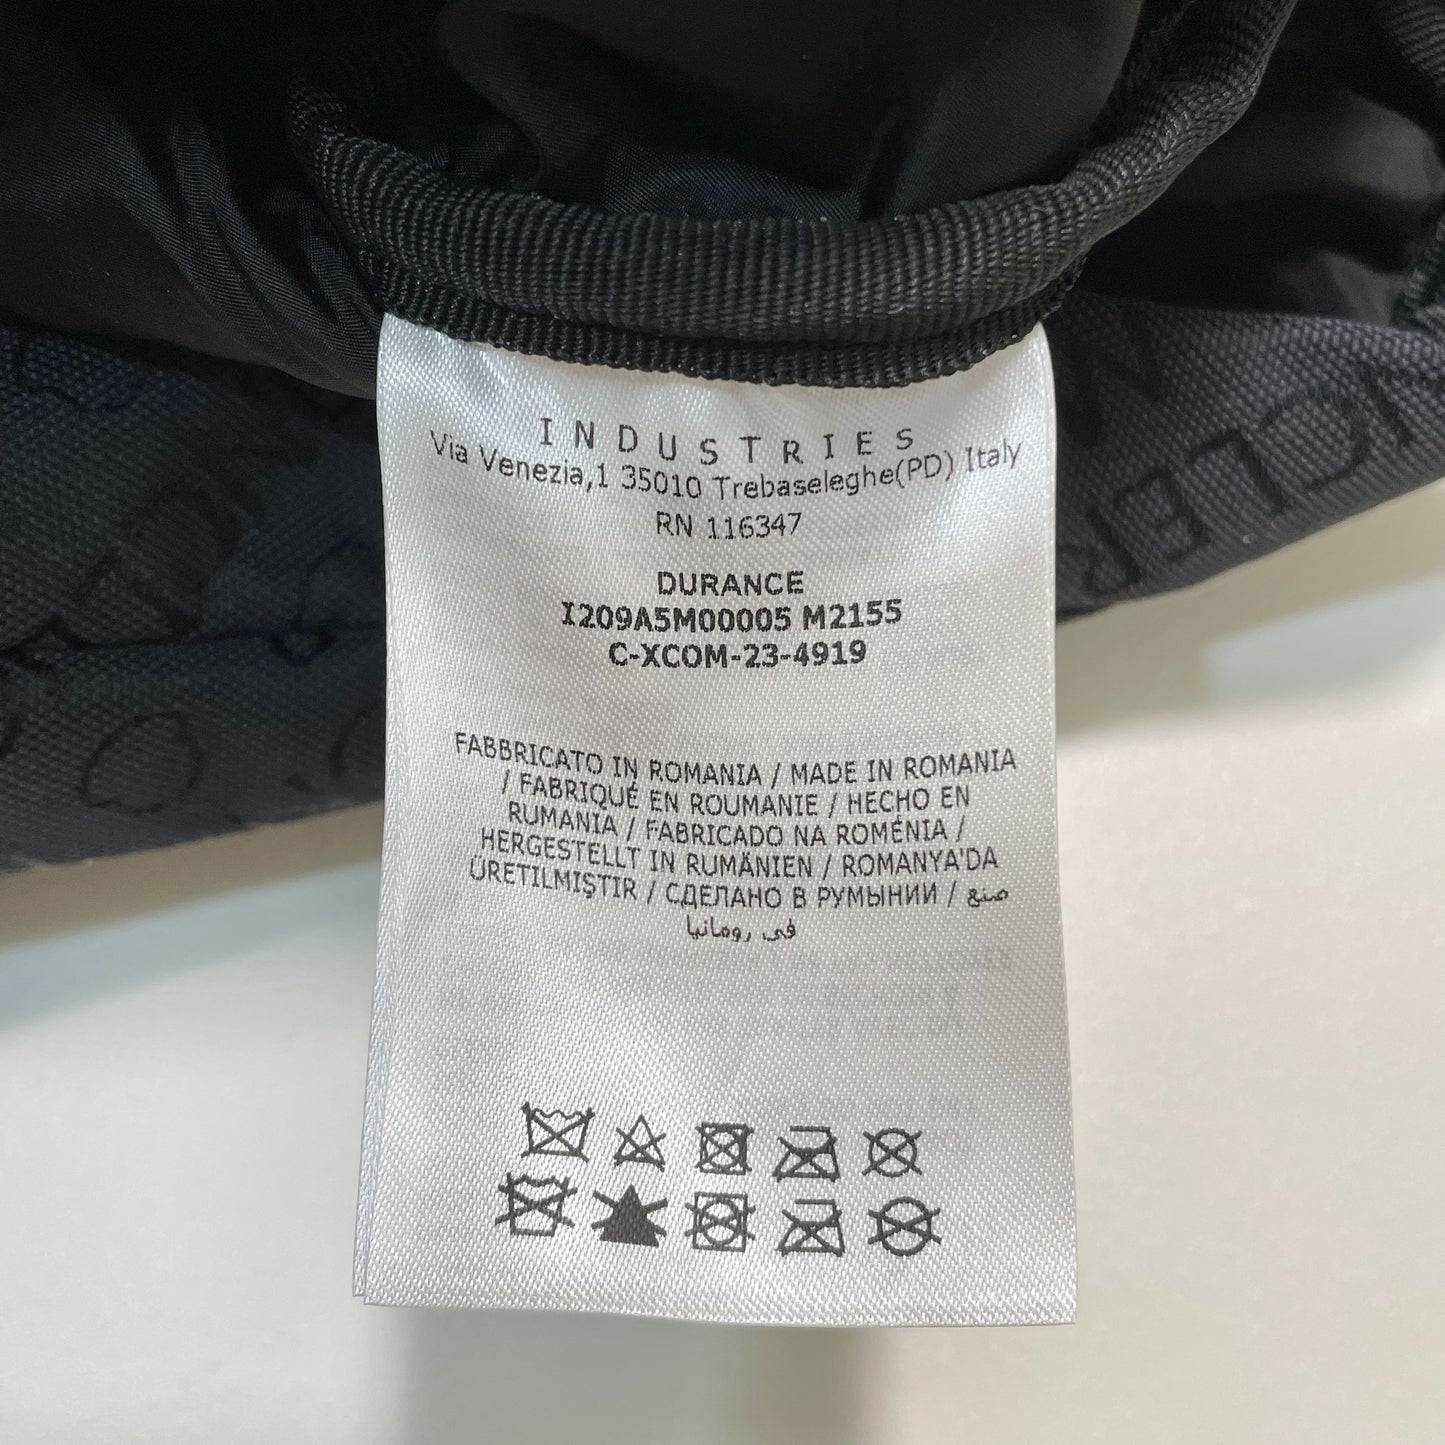 INDUSTRIES
Via Venezia,1 35010 Trebaseleghe(PD) Italy
RN 116347
DURANCE
I209A5M00005 M2155
C-XCOM-23-4919
FABBRICATO IN ROMANIA / MADE IN ROMANIA
/ FABRIQUÉ EN ROUMANIE / HECHO EN
RUMANIA / FABRICADO NA ROMÉNIA /
HERGESTELLT IN RUMÄNIEN / ROMANYA'DA
ÜRETILMIŞTIR / СДЕЛАНО В РУМЫНИИ / صنع
في رومانيا